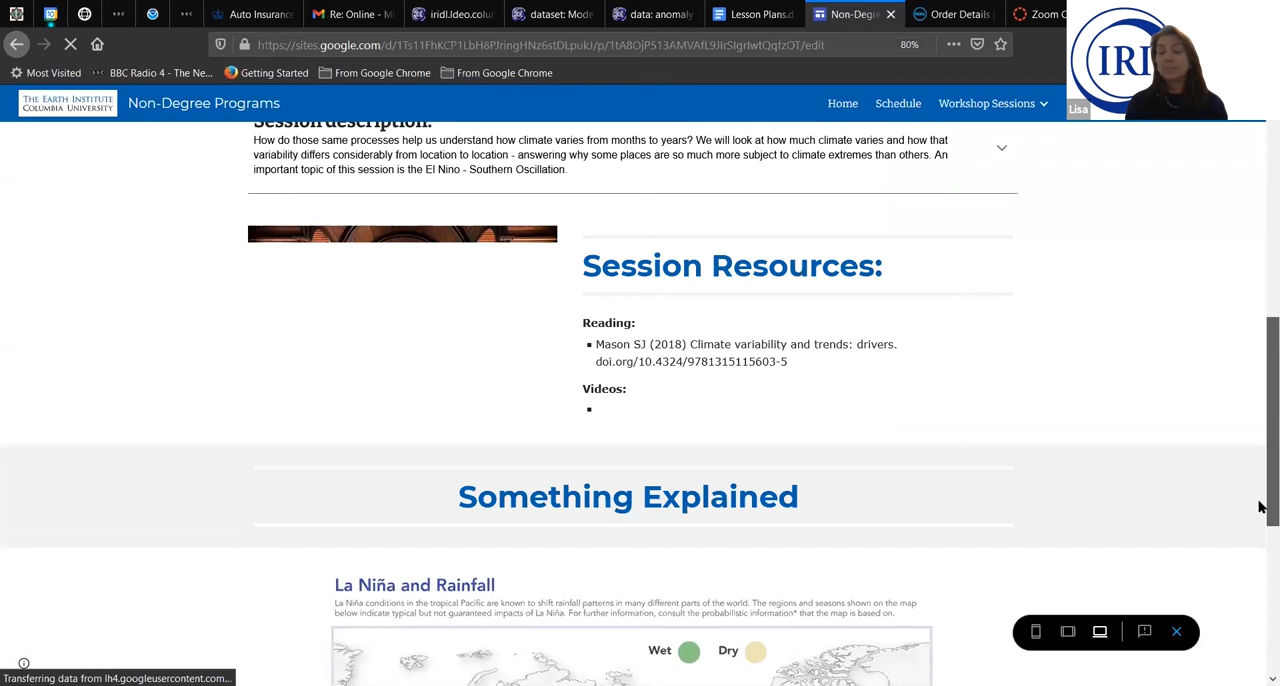 Auto Insurance
Re: Online - M
iridl.ldeo.colu
dataset: Mode
data: anomaly
Lesson Plans.d
Non-Degre
Order Details
Zoom C
80%
Most Visited
BBC Radio 4 - The Ne...
Getting Started
From Google Chrome
From Google Chrome
IRI
Lisa
THE EARTH INSTITUTE
COLUMBIA UNIVERSITY
Non-Degree Programs
Home
Schedule
Workshop Sessions
Session description:
How do those same processes help us understand how climate varies from months to years? We will look at how much climate varies and how that
variability differs considerably from location to location - answering why some places are so much more subject to climate extremes than others. An
important topic of this session is the El Nino - Southern Oscillation.
Session Resources:
Reading:
Mason SJ (2018) Climate variability and trends: drivers.
doi.org/10.4324/9781315115603-5
Videos:
Something Explained
La Niña and Rainfall
La Niña conditions in the tropical Pacific are known to shift rainfall patterns in many different parts of the world. The regions and seasons shown on the map
below indicate typical but not guaranteed impacts of La Niña. For further information, consult the probabilistic information* that the map is based on.
Wet
Dry
Transferring data from lh4.googleusercontent.com...